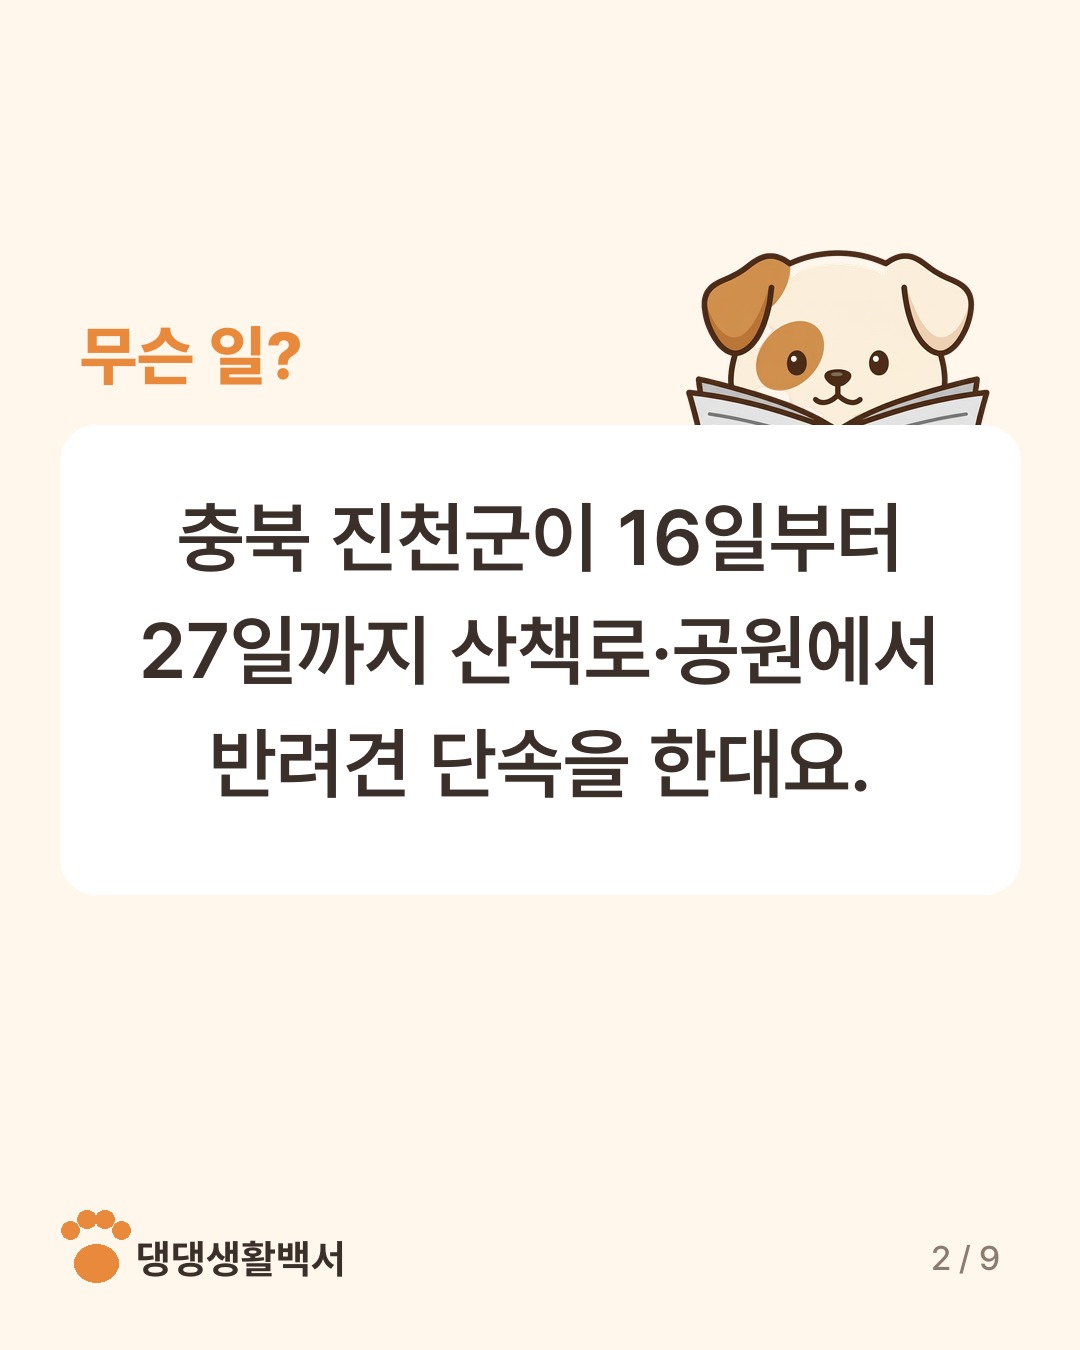 무슨 일?
충북 진천군이 16일부터
27일까지 산책로·공원에서
반려견 단속을 한대요.
댕댕생활백서
2 / 9